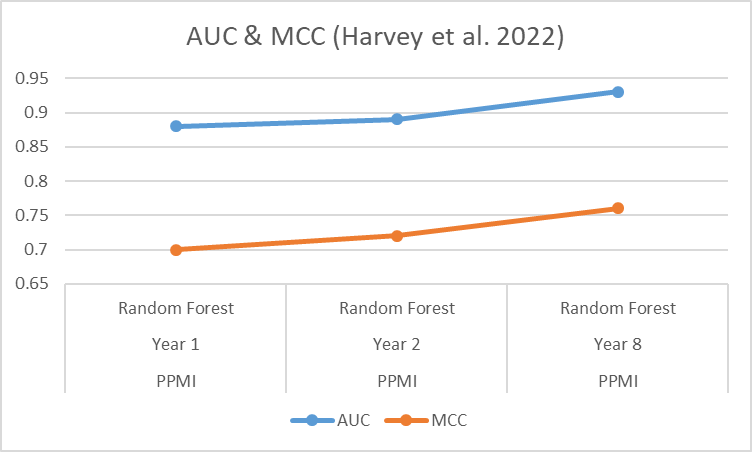 AUC & MCC (Harvey et al. 2022)
0.95
0.9
0.85
0.8
0.75
0.7
0.65
Random Forest Random Forest Random Forest
Year 1 Year 2 Year 8
PPMI PPMI PPMI
AUC MCC